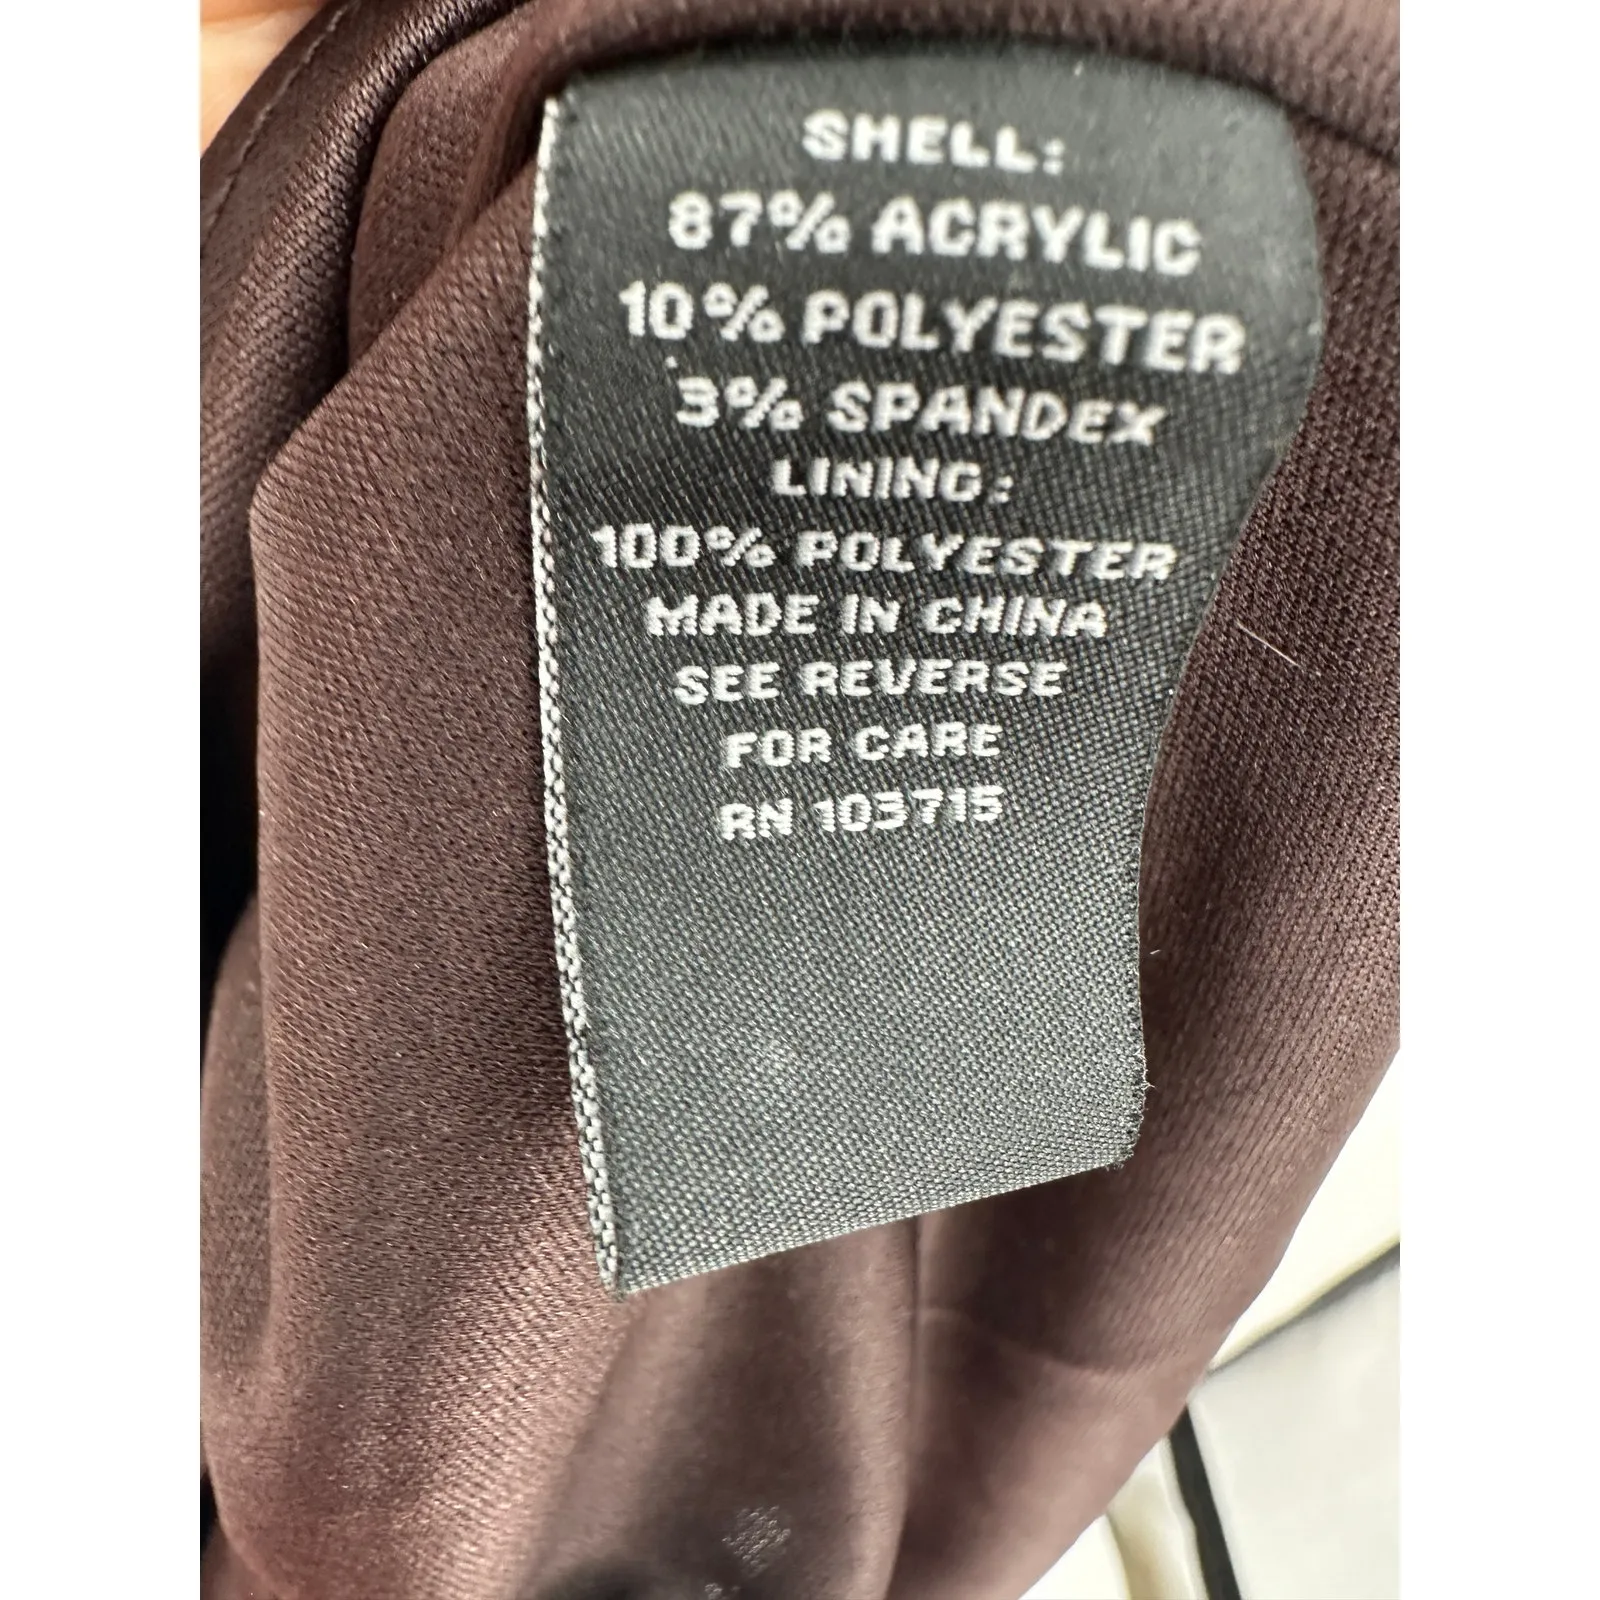 SHELL:
87% ACRYLIC
10% POLYESTER
3% SPANDEX
LINING:
100% POLYESTER
MADE IN CHINA
SEE REVERSE
FOR CARE
RN 103715